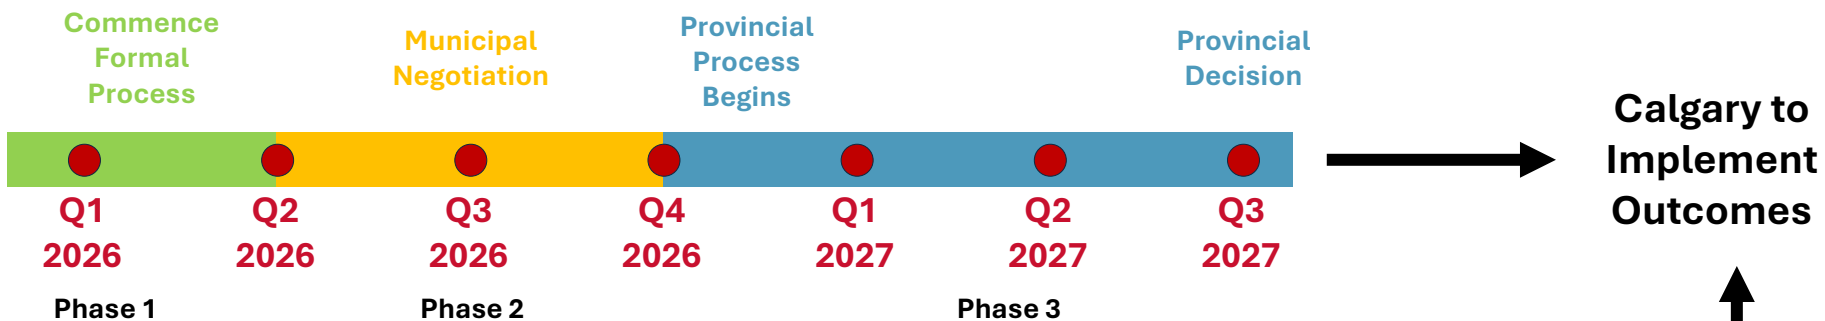 Commence
Formal
Process
Municipal
Negotiation
Provincial
Process
Begins
Provincial
Decision
Calgary to
Implement
Outcomes
Q1
2026
Q2
2026
Q3
2026
Q4
2026
Q1
2027
Q2
2027
Q3
2027
Phase 1
Phase 2
Phase 3